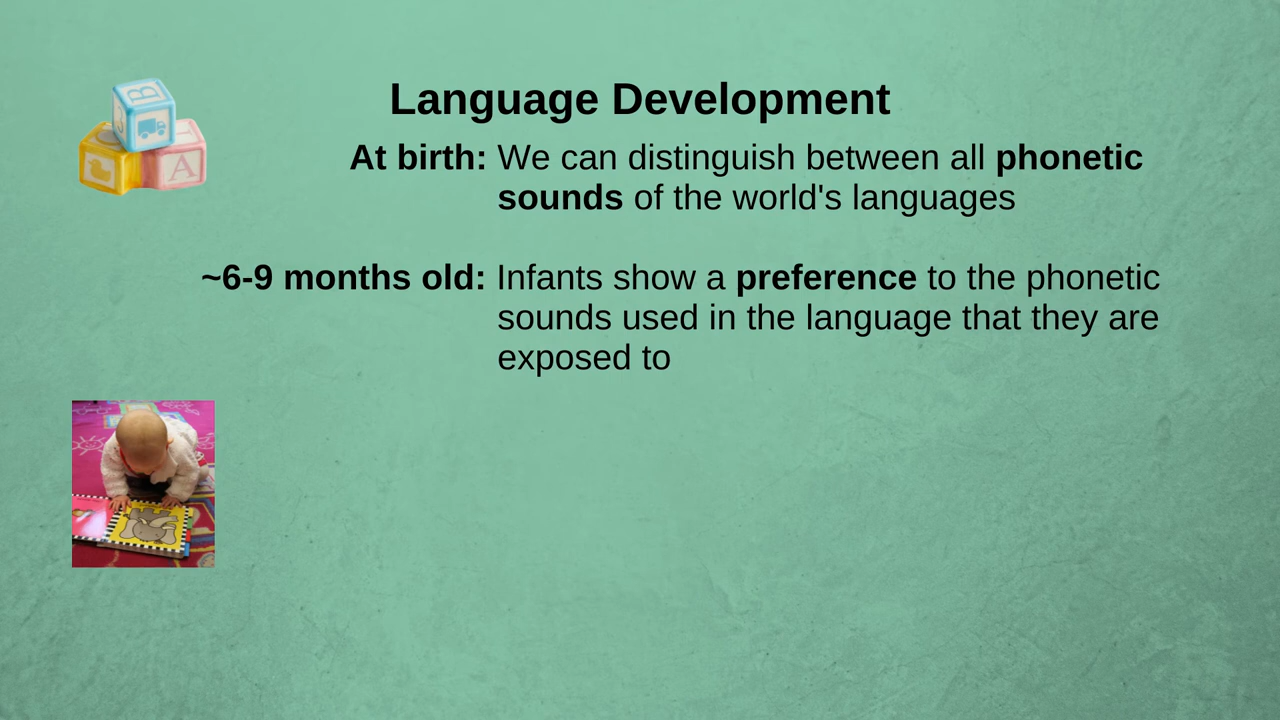 B
A
Language Development
At birth: We can distinguish between all phonetic
sounds of the world's languages
~6-9 months old: Infants show a preference to the phonetic
sounds used in the language that they are
exposed to